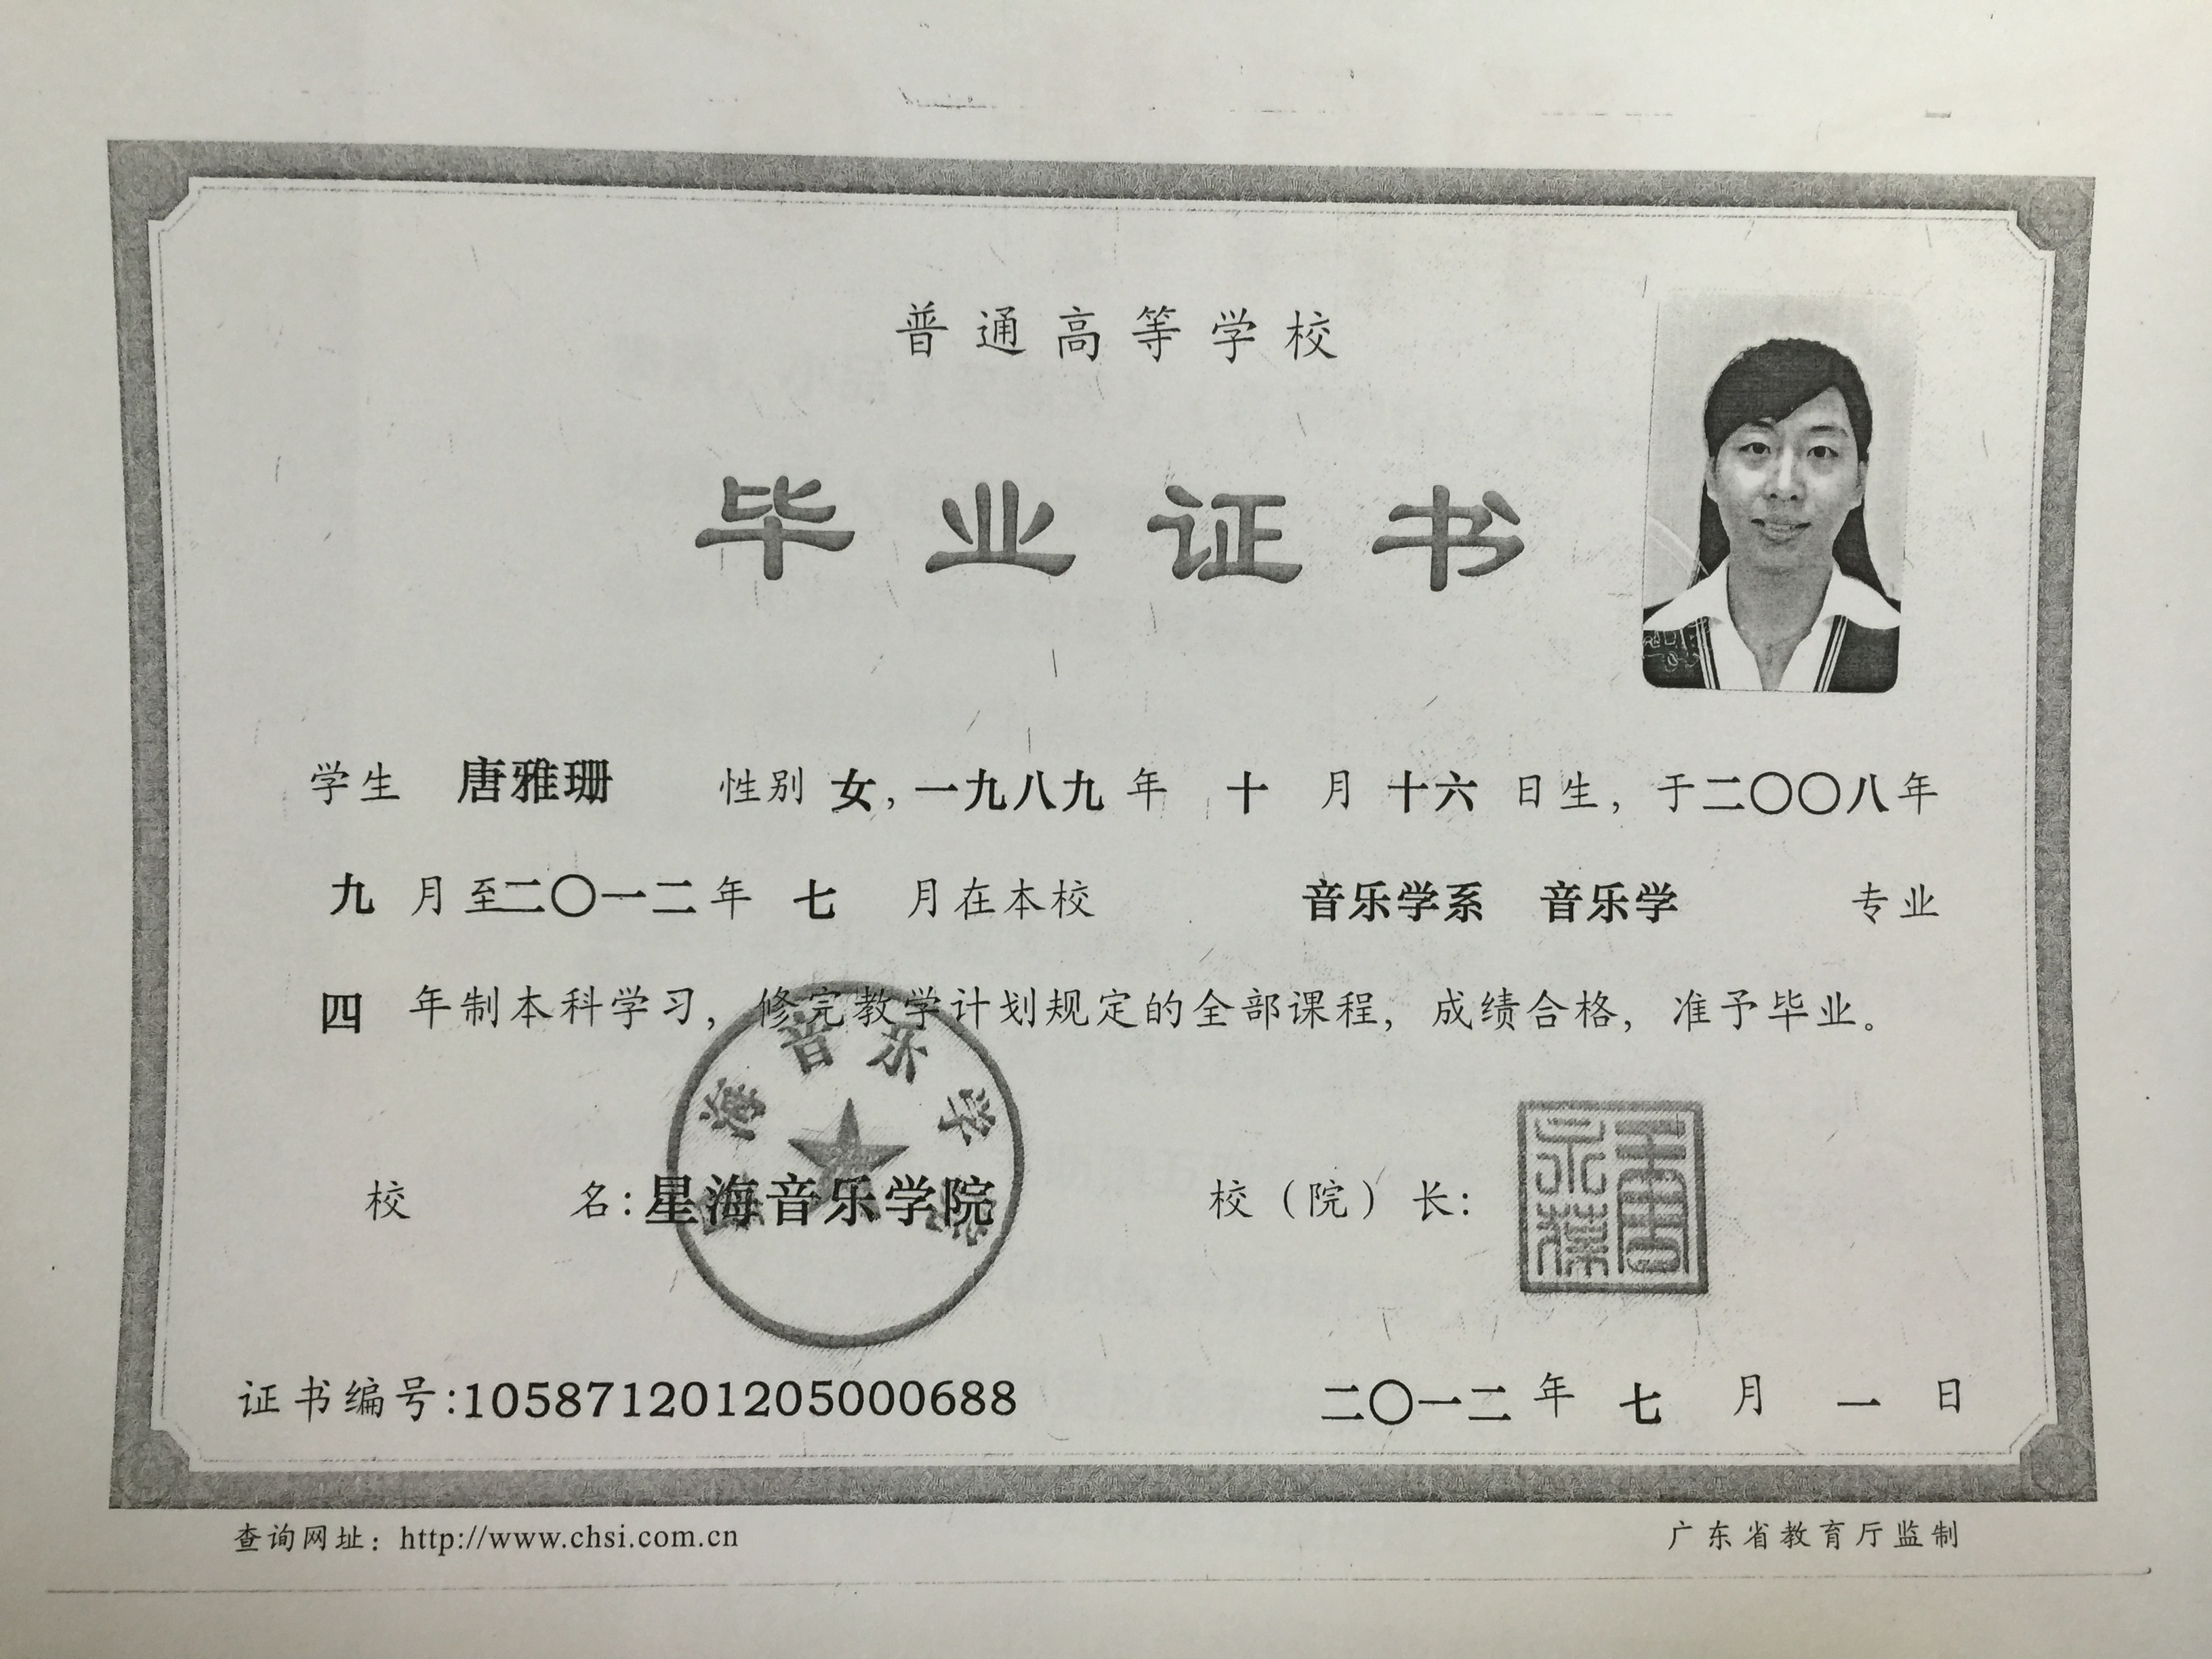 普通高等学校
毕业证书
学生 唐雅珊 性别 女，一九八九 年 十 月 十六 日生，于二〇〇八年
九 月至二〇一二年 七 月在本校 音乐学系 音乐学 专业
四 年制本科学习，修完教学计划规定的全部课程，成绩合格，准予毕业。
海音乐学
校 名：星海音乐学院 校（院）长：
证书编号：105871201205000688 二〇一二 年 七 月 一 日
查询网址：http://www.chsi.com.cn 广东省教育厅监制